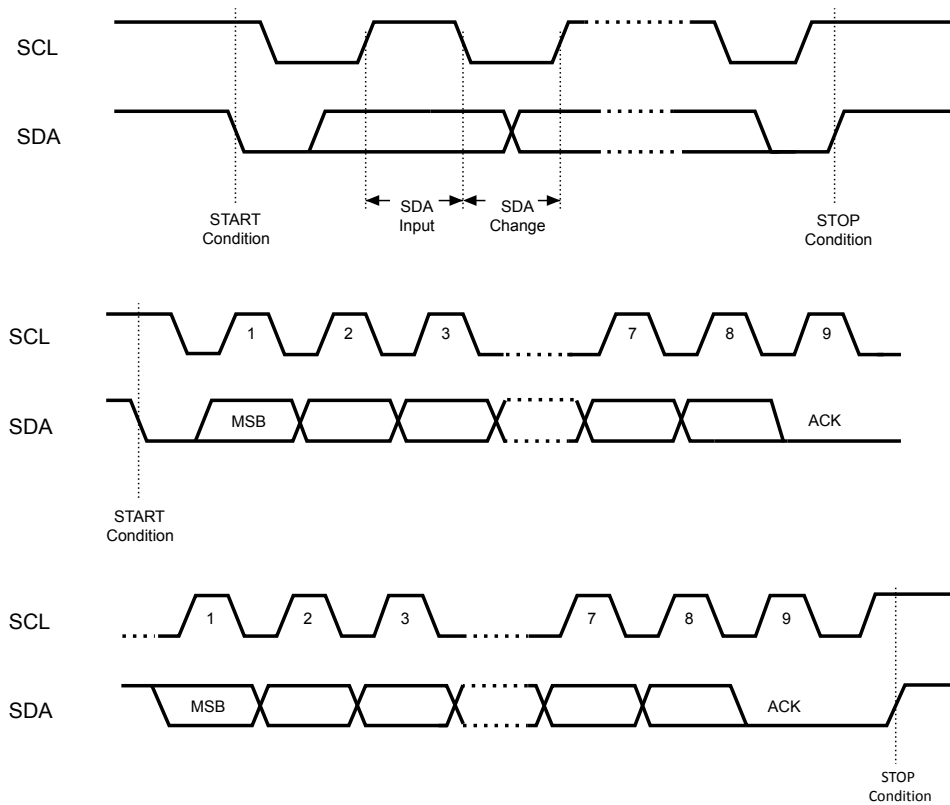 SCL
SDA
START
Condition
SDA
Input
SDA
Change
STOP
Condition
SCL
1
2
3
7
8
9
SDA
MSB
ACK
START
Condition
SCL
1
2
3
7
8
9
SDA
MSB
ACK
STOP
Condition